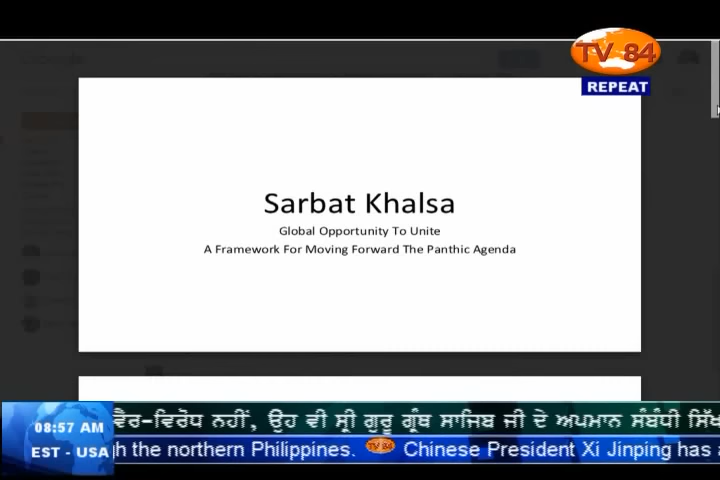 TV 84
REPEAT
Sarbat Khalsa
Global Opportunity To Unite
A Framework For Moving Forward The Panthic Agenda
08:57 AM
ਵੈਰ-ਵਿਰੋਧ ਨਹੀਂ, ਉਹ ਵੀ ਸ੍ਰੀ ਗੁਰੂ ਗ੍ਰੰਥ ਸਾਹਿਬ ਜੀ ਦੇ ਅਪਮਾਨ ਸੰਬੰਧੀ ਸਿੱਖ
EST - USA
the northern Philippines. TV 84 Chinese President Xi Jinping has